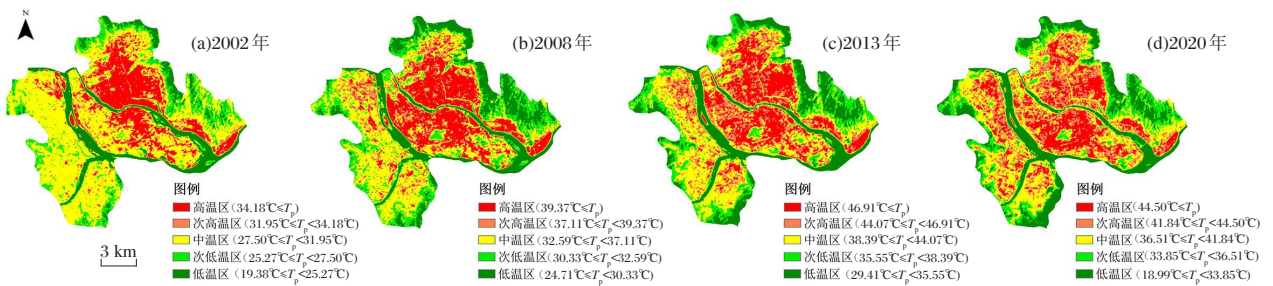 N
(a)2002年
(b)2008年
(c)2013年
(d)2020年
图例
高温区(34.18℃≤Tp)
次高温区(31.95℃≤Tp<34.18℃)
中温区(27.50℃≤Tp<31.95℃)
次低温区(25.27℃≤Tp<27.50℃)
低温区(19.38℃≤Tp<25.27℃)
3 km
图例
高温区(39.37℃≤Tp)
次高温区(37.11℃≤Tp<39.37℃)
中温区(32.59℃≤Tp<37.11℃)
次低温区(30.33℃≤Tp<32.59℃)
低温区(24.71℃≤Tp<30.33℃)
图例
高温区(46.91℃≤Tp)
次高温区(44.07℃≤Tp<46.91℃)
中温区(38.39℃≤Tp<44.07℃)
次低温区(35.55℃≤Tp<38.39℃)
低温区(29.41℃≤Tp<35.55℃)
图例
高温区(44.50℃≤Tp)
次高温区(41.84℃≤Tp<44.50℃)
中温区(36.51℃≤Tp<41.84℃)
次低温区(33.85℃≤Tp<36.51℃)
低温区(18.99℃≤Tp<33.85℃)